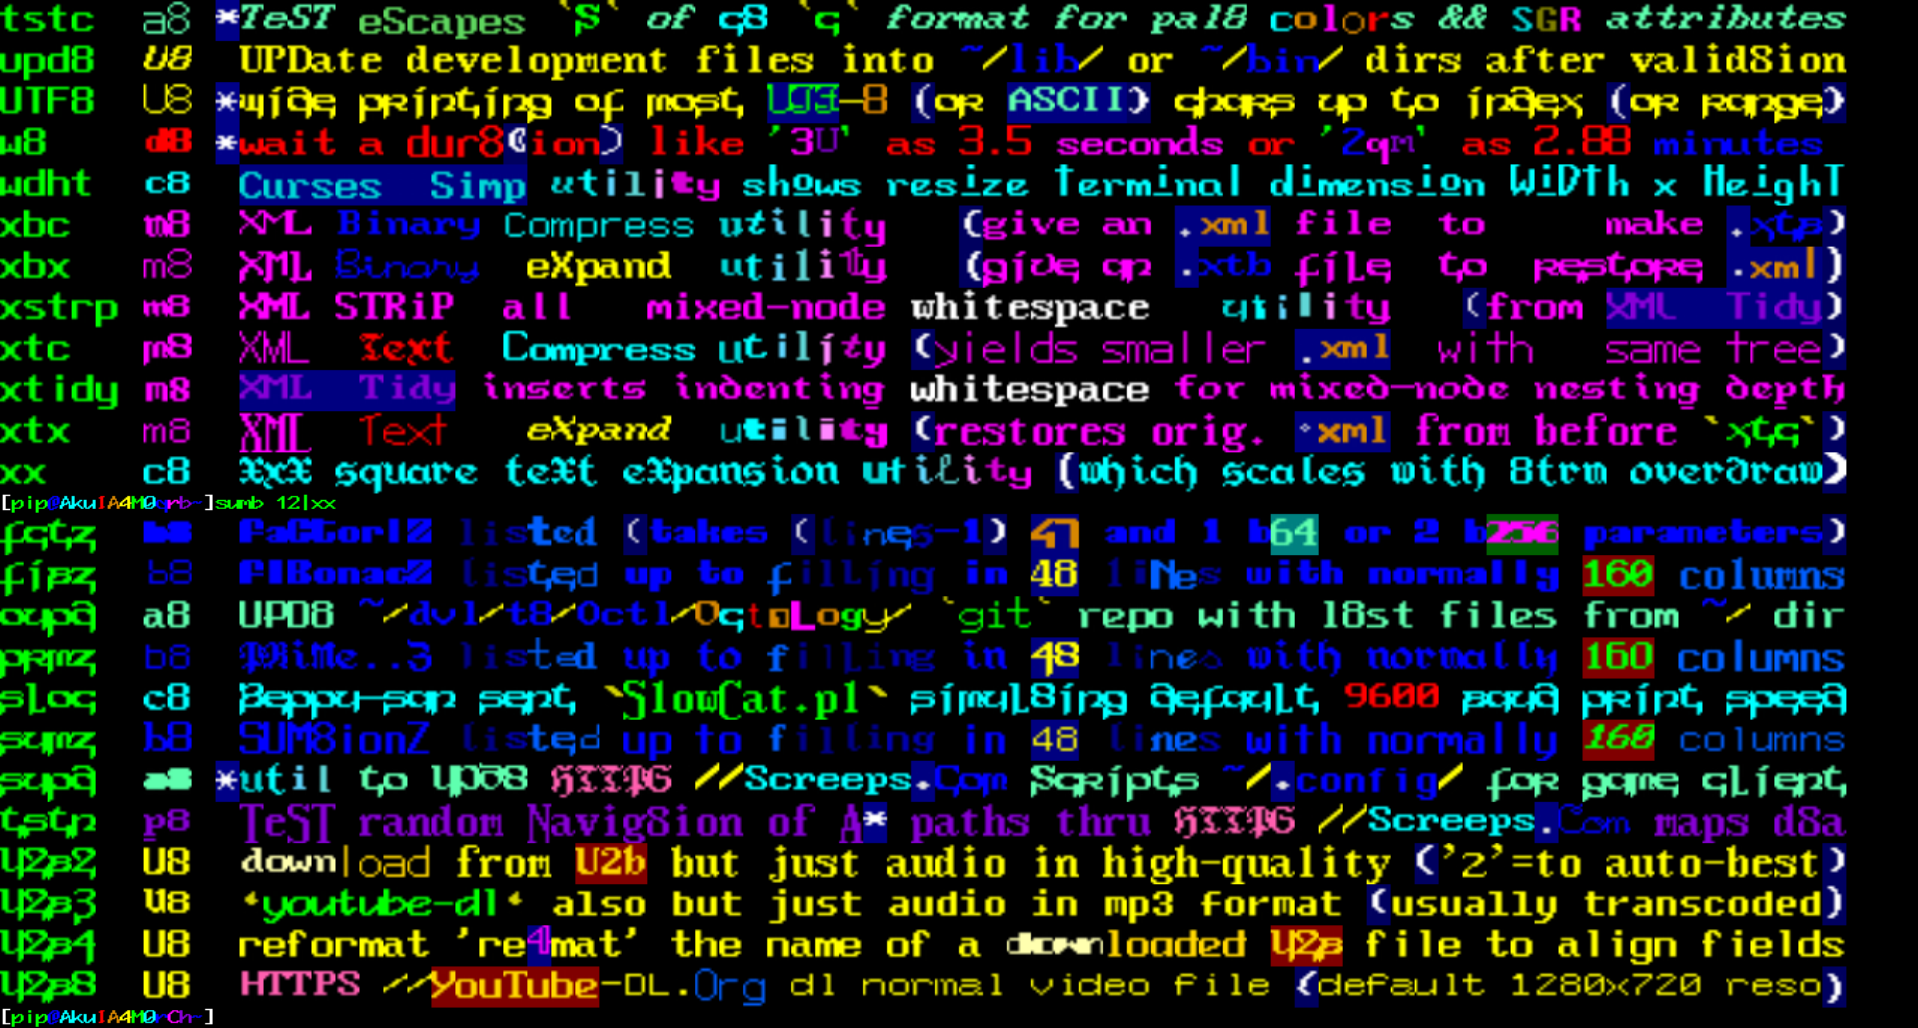 tstc a8 *TeST eScapes `S` of q8 `q` format for pal8 colors && SGR attributes
upd8 U8 UPDate development files into ~/lib/ or ~/bin/ dirs after valid8ion
UTF8 U8 *wide printing of most UTF-8 (or ASCII) chars up to index (or range)
w8 d8 *wait a dur8(ion) like '3U' as 3.5 seconds or '2qm' as 2.88 minutes
wdht c8 Curses Simp utility shows resize Terminal dimension WiDTh x HeighT
xbc m8 XML Binary Compress utility (give an .xml file to make .xtb)
xbx m8 XML Binary eXpand utility (give an .xtb file to restore .xml)
xstrp m8 XML STRiP all mixed-node whitespace utility (from XML Tidy)
xtc m8 XML Text Compress utility (yields smaller .xml with same tree)
xtidy m8 XML Tidy inserts indenting whitespace for mixed-node nesting depth
xtx m8 XML Text eXpand utility (restores orig. .xml from before `xtc`)
xx c8 XxX square teXt eXpansion utility (which scales with 8trm overdraw)
[pip@Aku1A4M0qrb-]sumb 12|xx
fctz b8 faCTorIZ listed (takes (lines-1) 47 and 1 b64 or 2 b256 parameters)
fibz b8 fIBonacZ listed up to filling in 48 liNes with normally 160 columns
oupd a8 UPD8 ~/dvl/t8/Octl/OctoLogy/ `git` repo with l8st files from ~/ dir
prmz b8 PRiMe..3 listed up to filling in 48 lines with normally 160 columns
sloc c8 Beppu-san sent `SlowCat.pl` simul8ing default 9600 baud print speed
sumz b8 SUM8ionZ listed up to filling in 48 lines with normally 160 columns
supd a8 *util to UPd8 HTTPS //Screeps.Com Scripts ~/.config/ for game client
tstn p8 TeST random Navig8ion of A* paths thru HTTPS //Screeps.Com maps d8a
U2b2 U8 download from U2b but just audio in high-quality ('2'=to auto-best)
U2b3 U8 'youtube-dl' also but just audio in mp3 format (usually transcoded)
U2b4 U8 reformat 're4mat' the name of a downloaded U2b file to align fields
U2b8 U8 HTTPS //YouTube-DL.Org dl normal video file (default 1280x720 reso)
[pip@Aku1A4M0rCh-]